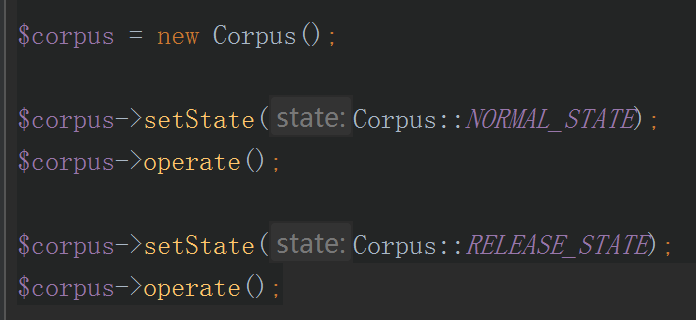 $corpus = new Corpus();
$corpus->setState( state: Corpus::NORMAL_STATE);
$corpus->operate();
$corpus->setState( state: Corpus::RELEASE_STATE);
$corpus->operate();